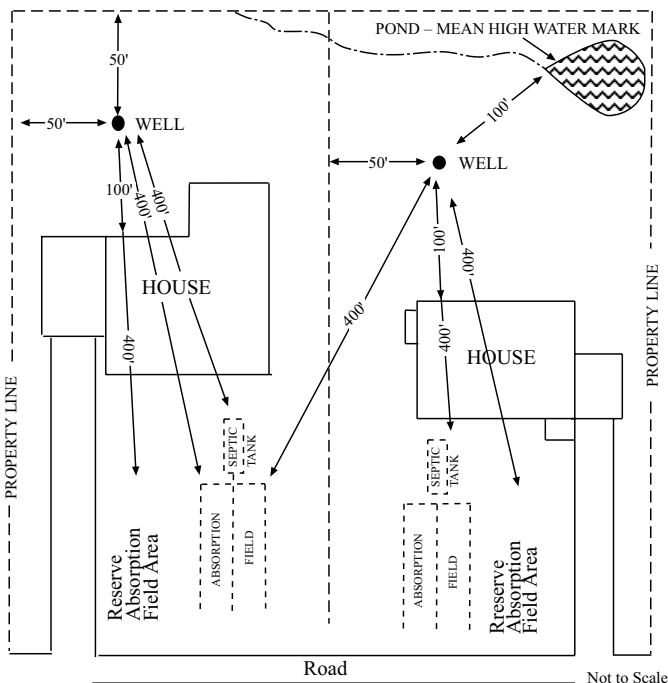 POND – MEAN HIGH WATER MARK
50'
50'
WELL
100'
50'
WELL
100'
400'
400'
100'
400'
HOUSE
400'
400'
400'
HOUSE
PROPERTY LINE
PROPERTY LINE
SEPTIC
TANK
SEPTIC
TANK
ABSORPTION
FIELD
ABSORPTION
FIELD
Reserve
Absorption
Field Area
Rreserve
Absorption
Field Area
Road
Not to Scale